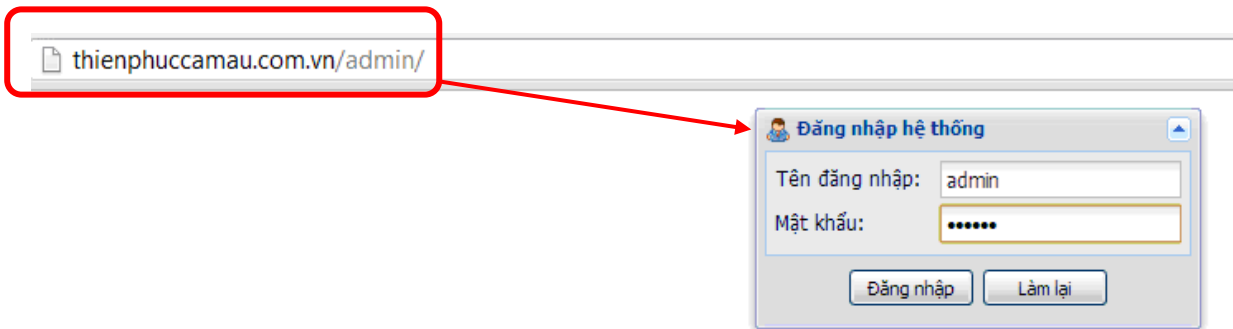 thienphuccamau.com.vn/admin/
Đăng nhập hệ thống
Tên đăng nhập: admin
Mật khẩu: ••••••
Đăng nhập Làm lại